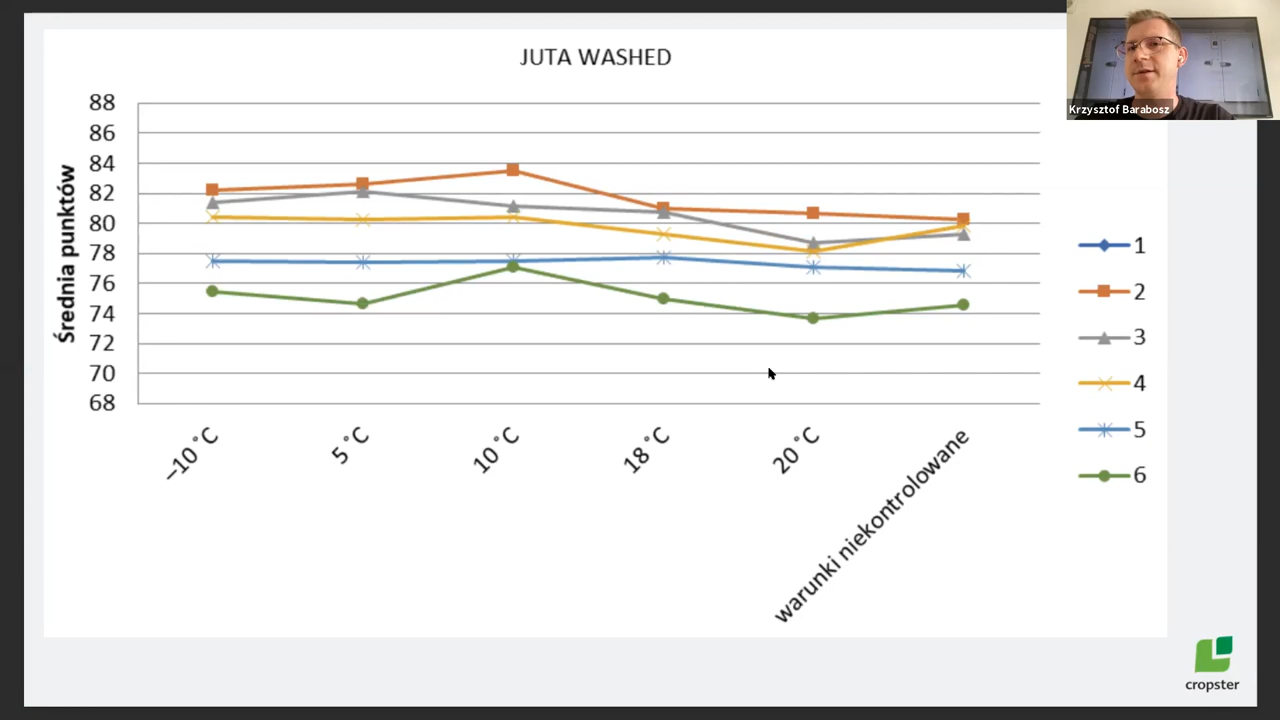 JUTA WASHED
Krzysztof Barabosz
Średnia punktów
88
86
84
82
80
78
76
74
72
70
68
–10 ˚C
5 ˚C
10 ˚C
18 ˚C
20 ˚C
warunki niekontrolowane
1
2
3
4
5
6
cropster